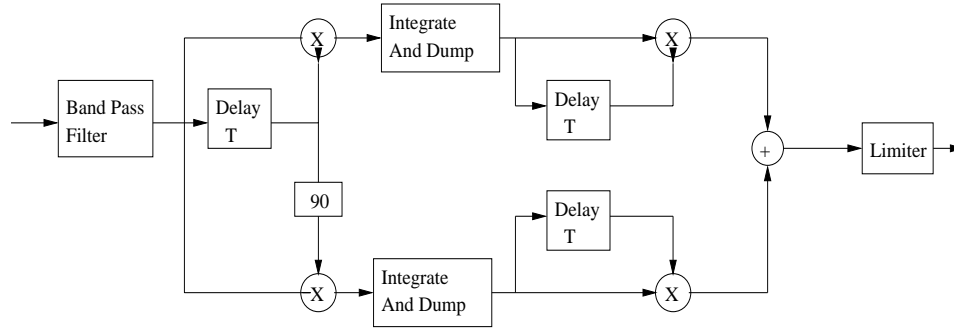 X
Integrate
And Dump
X
Band Pass
Filter
Delay
T
Delay
T
+
Limiter
90
Delay
T
X
Integrate
And Dump
X